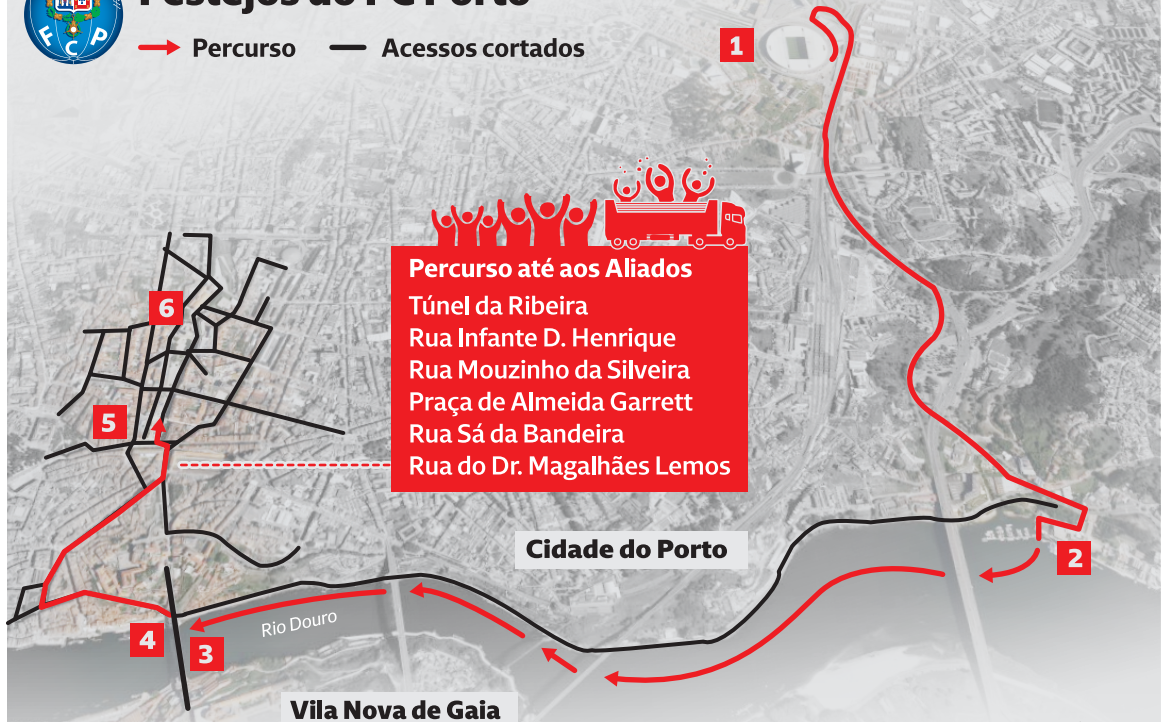 Festejos do FC Porto
FCP
Percurso
Acessos cortados
1
Percurso até aos Aliados
Túnel da Ribeira
Rua Infante D. Henrique
Rua Mouzinho da Silveira
Praça de Almeida Garrett
Rua Sá da Bandeira
Rua do Dr. Magalhães Lemos
6
5
Cidade do Porto
2
4
3
Rio Douro
Vila Nova de Gaia